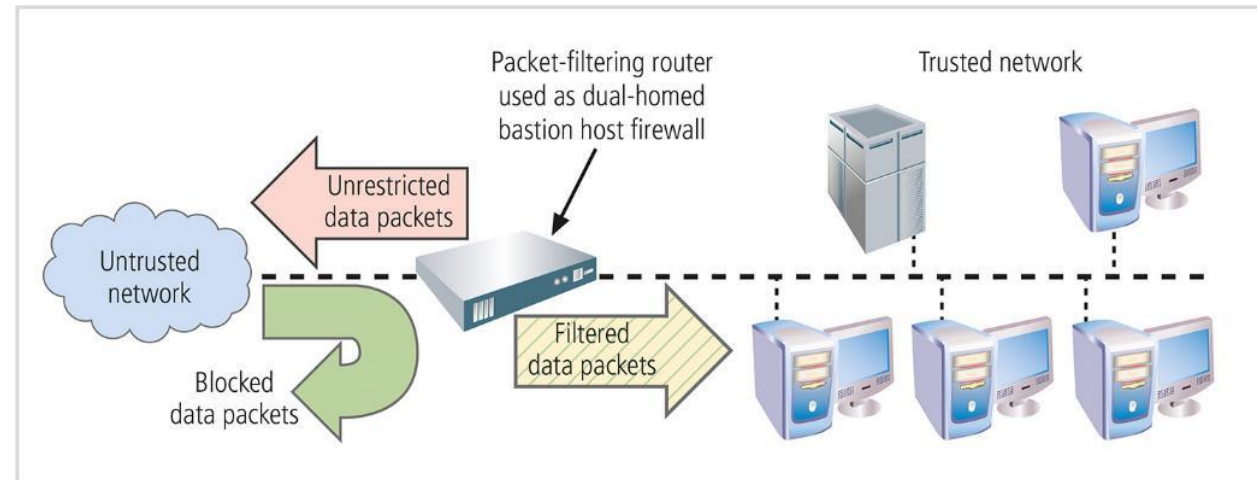 Packet-filtering router
used as dual-homed
bastion host firewall
Trusted network
Unrestricted
data packets
Untrusted
network
Filtered
data packets
Blocked
data packets